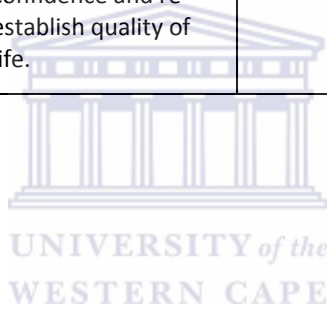 confidence and re-
establish quality of
life.
UNIVERSITY of the
WESTERN CAPE